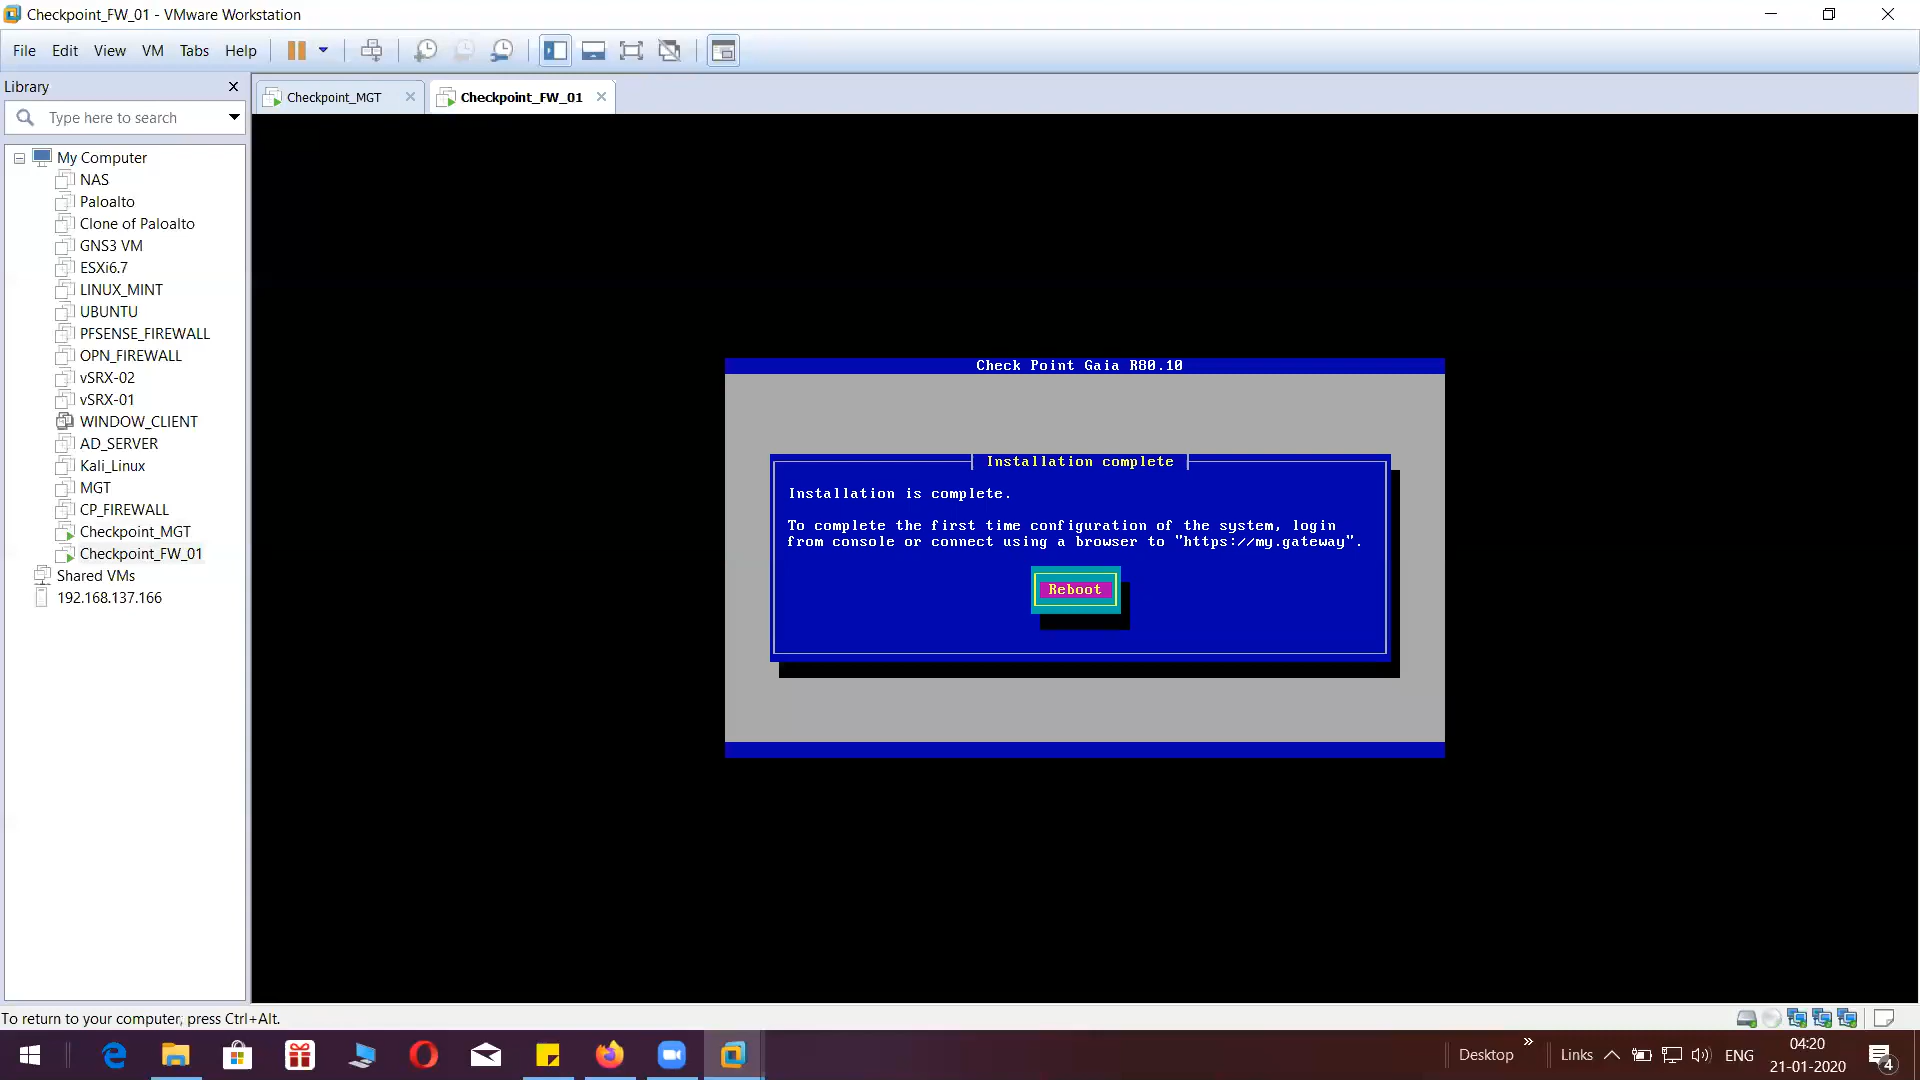 Checkpoint_FW_01 - VMware Workstation
File Edit View VM Tabs Help
Library
Type here to search
My Computer
NAS
Paloalto
Clone of Paloalto
GNS3 VM
ESXi6.7
LINUX_MINT
UBUNTU
PFSENSE_FIREWALL
OPN_FIREWALL
vSRX-02
vSRX-01
WINDOW_CLIENT
AD_SERVER
Kali_Linux
MGT
CP_FIREWALL
Checkpoint_MGT
Checkpoint_FW_01
Shared VMs
192.168.137.166
Checkpoint_MGT
Checkpoint_FW_01
Check Point Gaia R80.10
Installation complete
Installation is complete.
To complete the first time configuration of the system, login
from console or connect using a browser to "https://my.gateway".
Reboot
To return to your computer, press Ctrl+Alt.
Desktop
Links
ENG
04:20
21-01-2020
4